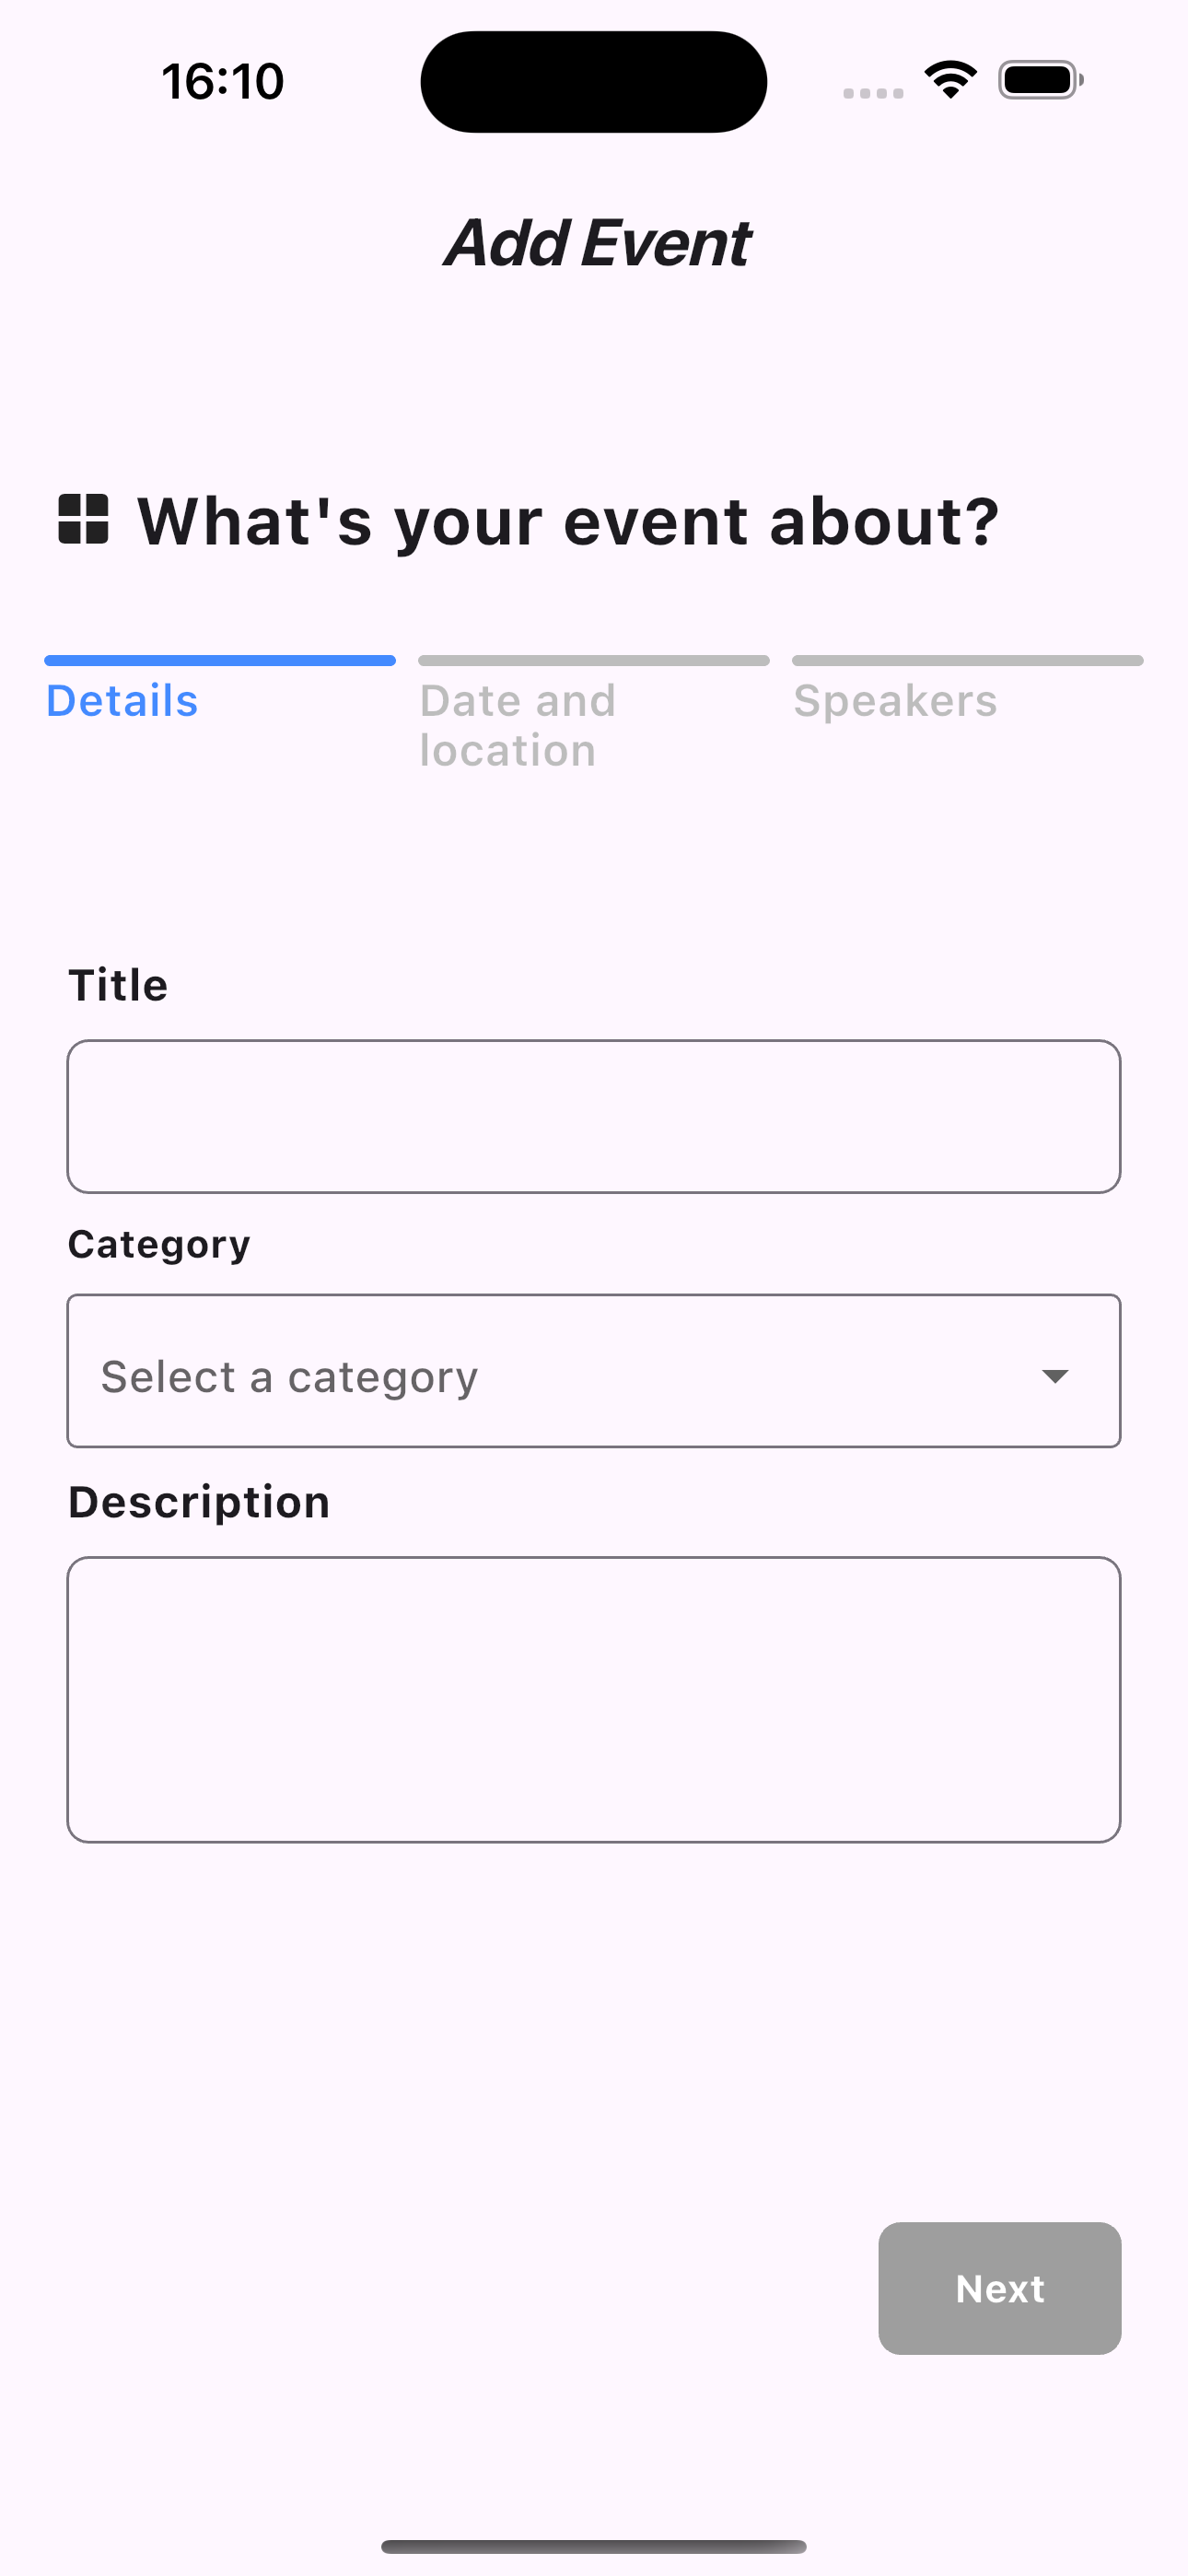 16:10
Add Event
What's your event about?
Details
Date and
location
Speakers
Title
Category
Select a category
Description
Next